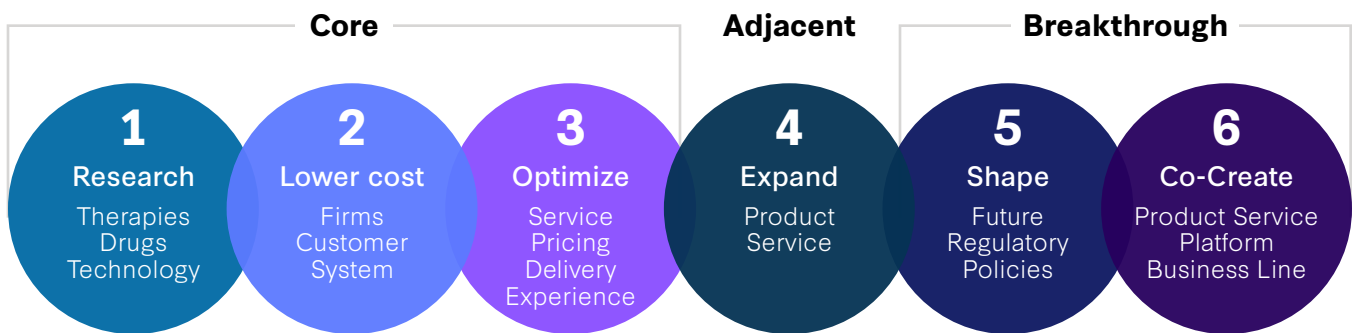 Core
Adjacent
Breakthrough
1
Research
Therapies
Drugs
Technology
2
Lower cost
Firms
Customer
System
3
Optimize
Service
Pricing
Delivery
Experience
4
Expand
Product
Service
5
Shape
Future
Regulatory
Policies
6
Co-Create
Product Service
Platform
Business Line